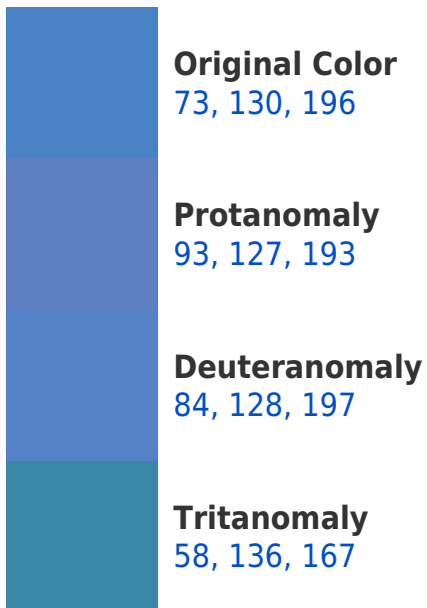 Original Color
73, 130, 196
Protanomaly
93, 127, 193
Deuteranomaly
84, 128, 197
Tritanomaly
58, 136, 167